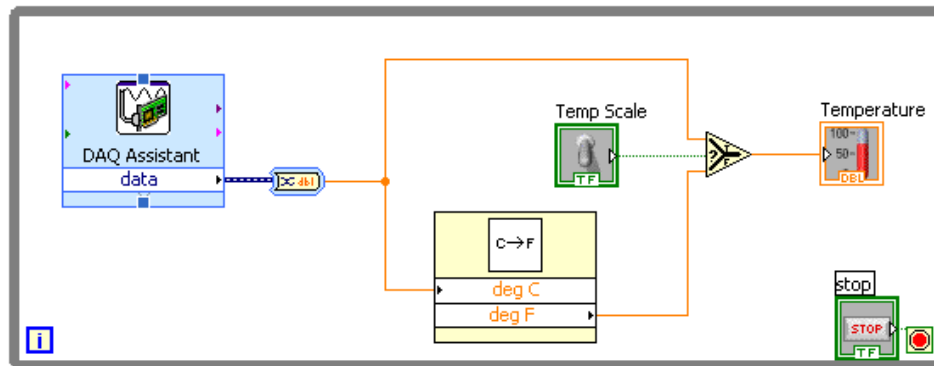 DAQ Assistant
data
dbl
Temp Scale
TF
?
T
F
Temperature
100
50
DBL
C→F
deg C
deg F
i
stop
STOP
TF